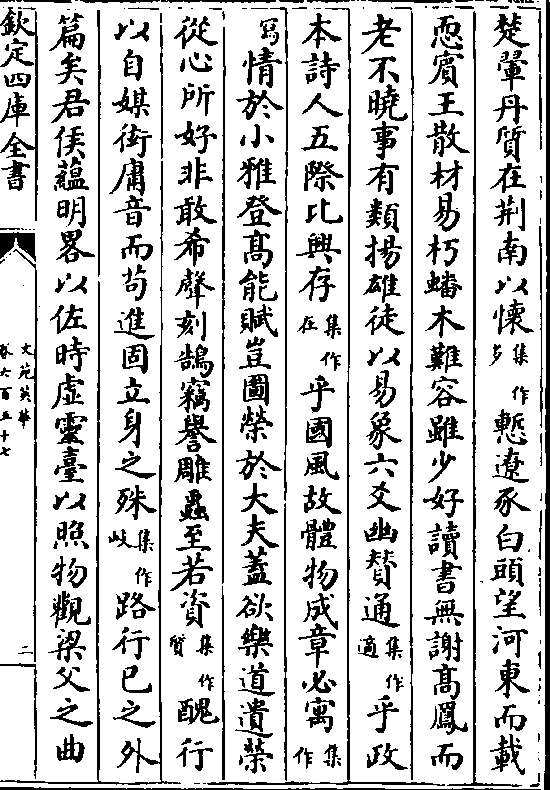 楚翬丹質在荆南以懐集作多慙遼豕白頭望河東而載
恧賓王散材易朽蟠木難容雖少好讀書無謝髙鳳而
老不曉事有類揚雄徒以易象六爻幽賛通集作適乎政
本詩人五際比興存集作在乎國風故體物成章必寓集作
寫情於小雅登髙能賦豈圖榮於大夫蓋欲樂道遺榮
從心所好非敢希聲刻鵠竊譽雕蟲至若資集作質醜行
以自媒衒庸音而苟進固立身之殊集作岐路行已之外
篇矣君侯蘊明畧以佐時虚靈臺以照物觀梁父之曲
欽定四庫全書
文苑英華
卷六百五十七
二